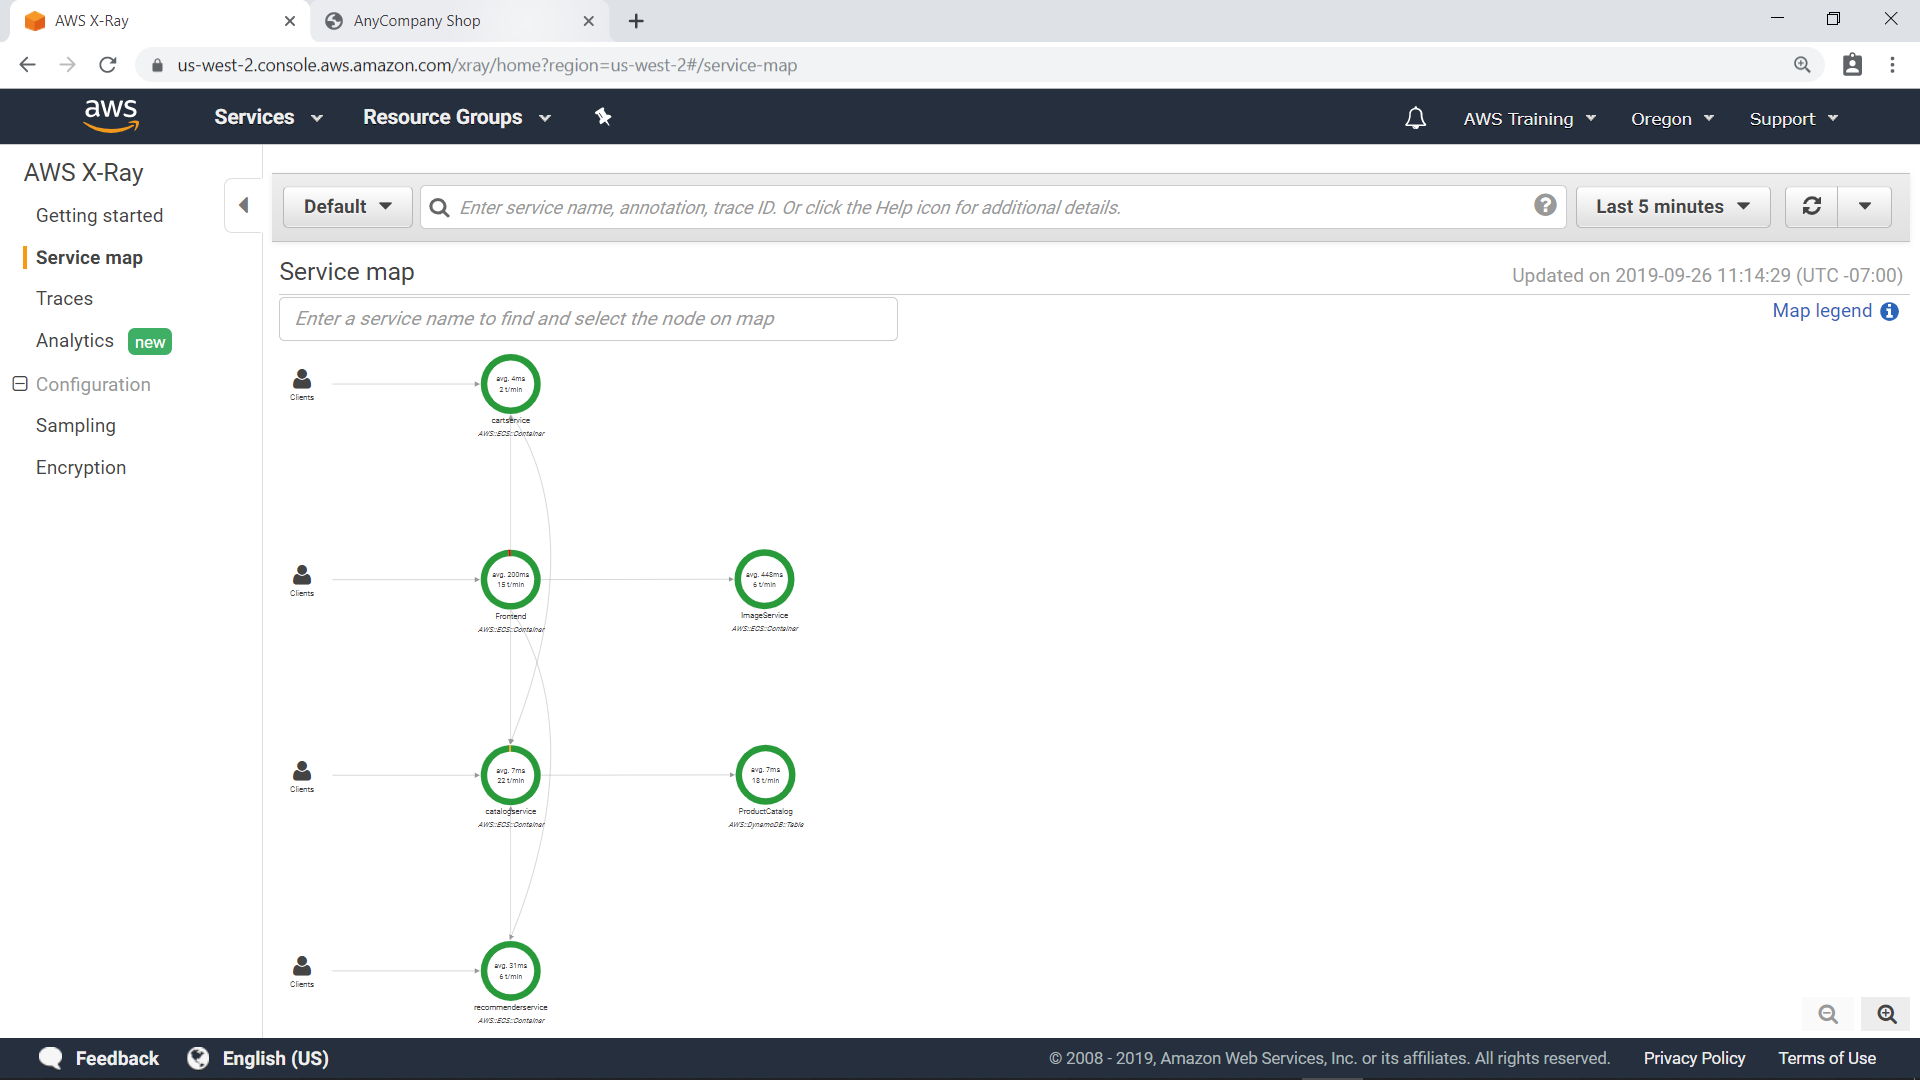 AWS X-Ray
AnyCompany Shop
us-west-2.console.aws.amazon.com/xray/home?region=us-west-2#/service-map
aws
Services
Resource Groups
AWS Training
Oregon
Support
AWS X-Ray
Getting started
Service map
Traces
Analytics new
Configuration
Sampling
Encryption
Default
Enter service name, annotation, trace ID. Or click the Help icon for additional details.
Last 5 minutes
Service map
Updated on 2019-09-26 11:14:29 (UTC -07:00)
Enter a service name to find and select the node on map
Map legend
Clients
avg. 4ms
2 t/min
cartservice
AWS::ECS::Container
Clients
avg. 200ms
15 t/min
Frontend
AWS::ECS::Container
avg. 448ms
6 t/min
ImageService
AWS::ECS::Container
Clients
avg. 7ms
22 t/min
catalogservice
AWS::ECS::Container
avg. 7ms
18 t/min
ProductCatalog
AWS::DynamoDB::Table
Clients
avg. 31ms
6 t/min
recommenderservice
AWS::ECS::Container
Feedback
English (US)
© 2008 - 2019, Amazon Web Services, Inc. or its affiliates. All rights reserved.
Privacy Policy
Terms of Use